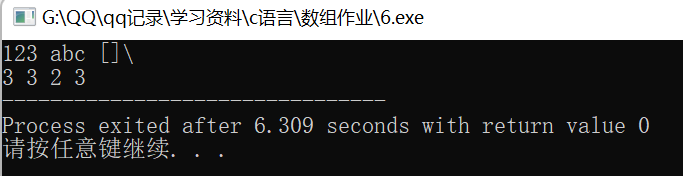 G:\QQ\qq记录\学习资料\c语言\数组作业\6.exe
123 abc []\
3 3 2 3
--------------------------------
Process exited after 6.309 seconds with return value 0
请按任意键继续. . .